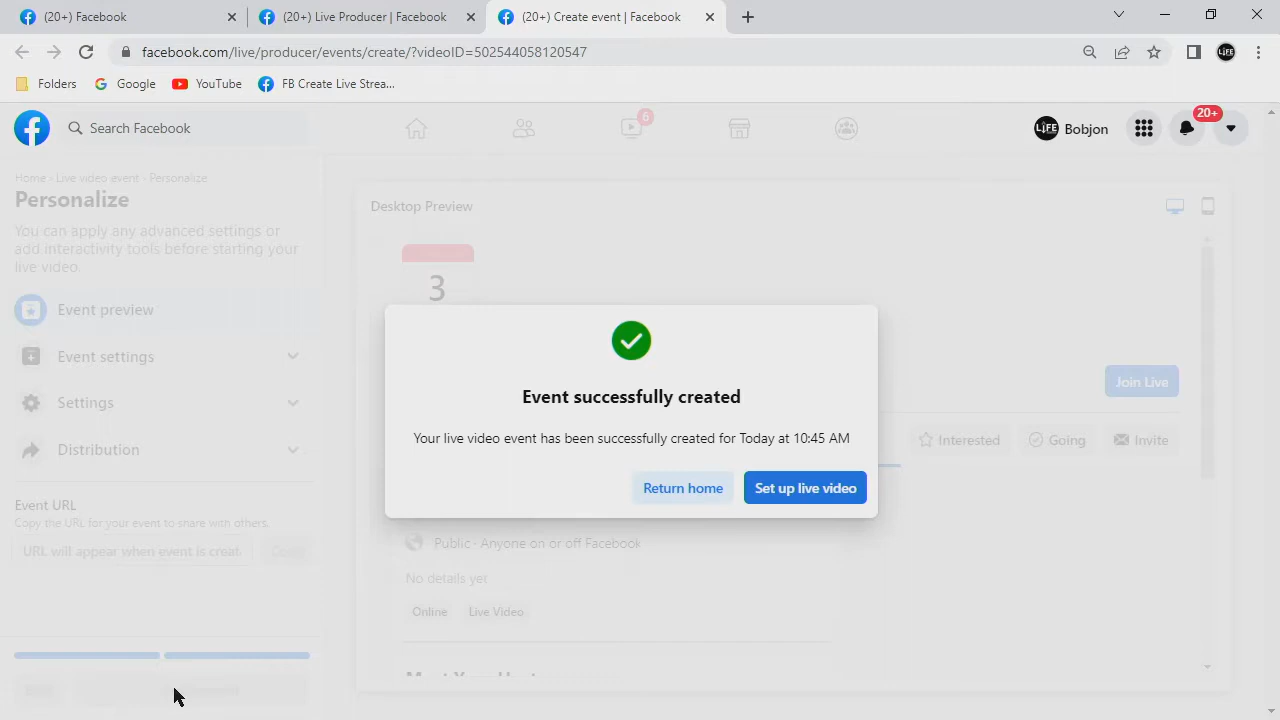 (20+) Facebook
(20+) Live Producer | Facebook
(20+) Create event | Facebook
facebook.com/live/producer/events/create/?videoID=502544058120547
LIFE
Folders
Google
YouTube
FB Create Live Strea...
Search Facebook
6
LIFE
Bobjon
20+
Home · Live video event · Personalize
Personalize
You can apply any advanced settings or
add interactivity tools before starting your
live video.
Event preview
Event settings
Settings
Distribution
Event URL
Copy the URL for your event to share with others.
URL will appear when event is creat
Copy
Desktop Preview
3
Join Live
Interested
Going
Invite
Event successfully created
Your live video event has been successfully created for Today at 10:45 AM
Return home
Set up live video
Public · Anyone on or off Facebook
No details yet
Online
Live Video